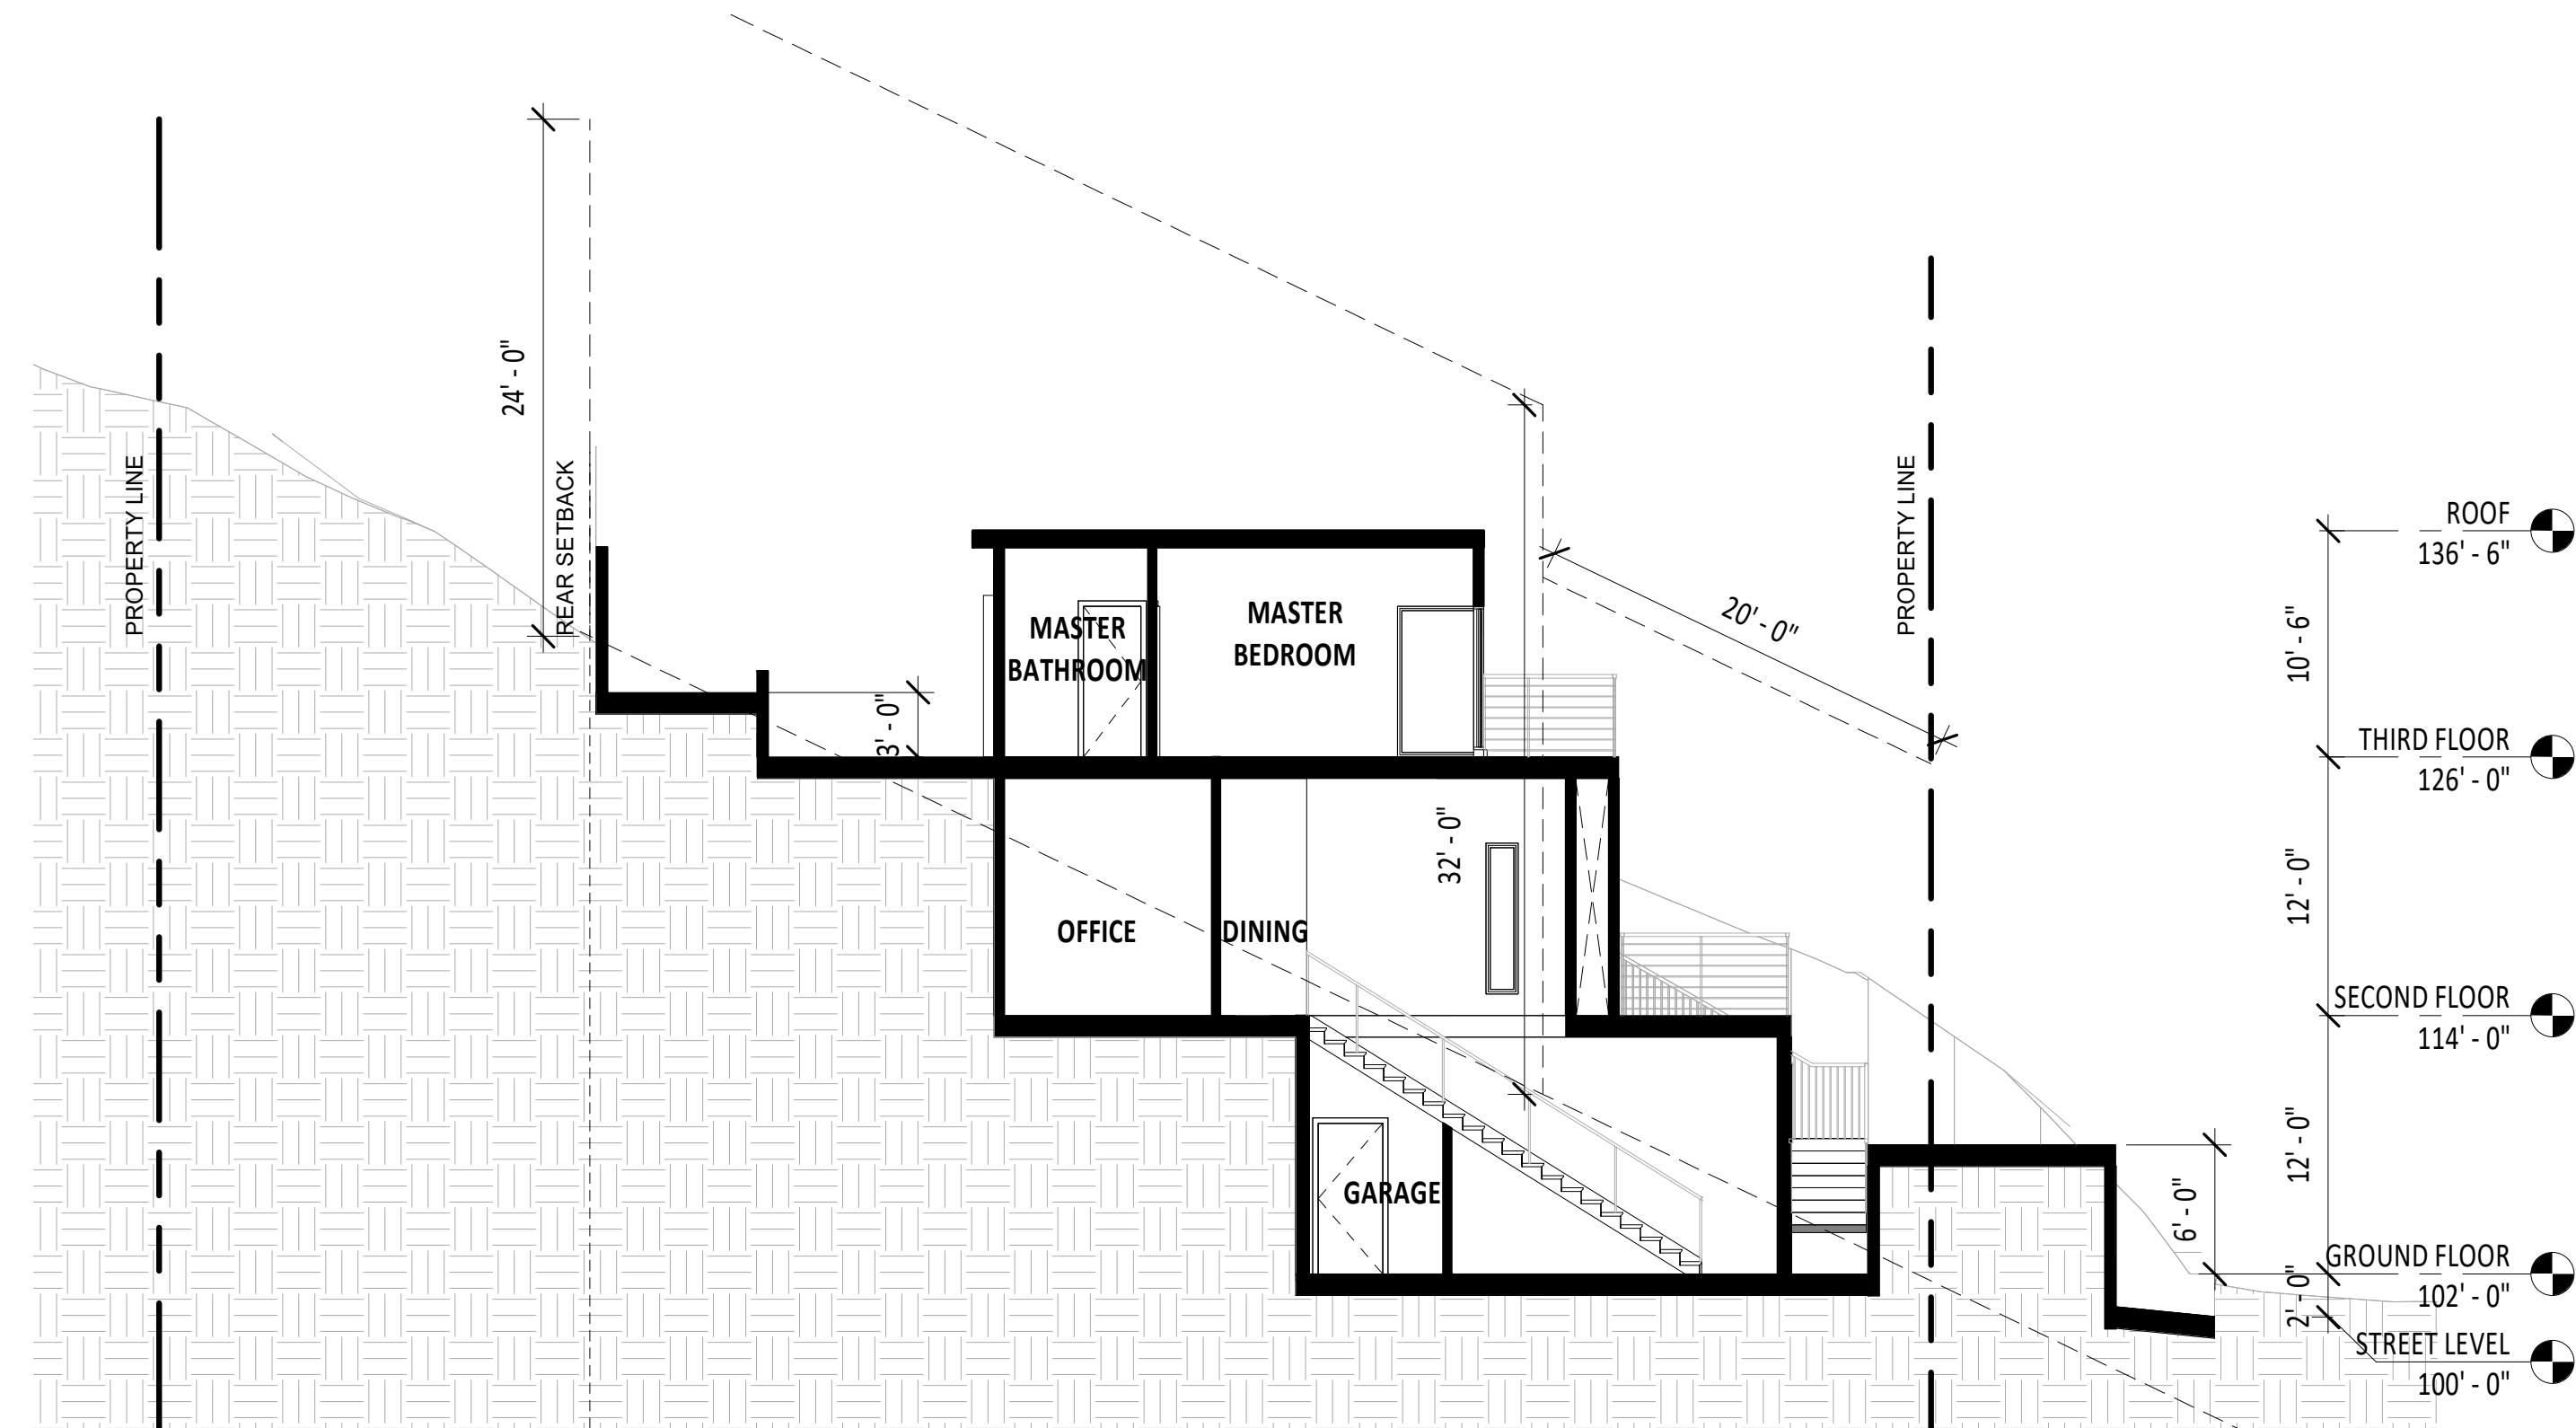 24' - 0"
PROPERTY LINE
REAR SETBACK
PROPERTY LINE
ROOF
136' - 6"
MASTER
BATHROOM
MASTER
BEDROOM
20' - 0"
10' - 6"
3' - 0"
THIRD FLOOR
126' - 0"
32' - 0"
12' - 0"
OFFICE
DINING
SECOND FLOOR
114' - 0"
12' - 0"
GARAGE
6' - 0"
GROUND FLOOR
102' - 0"
2' - 0"
STREET LEVEL
100' - 0"